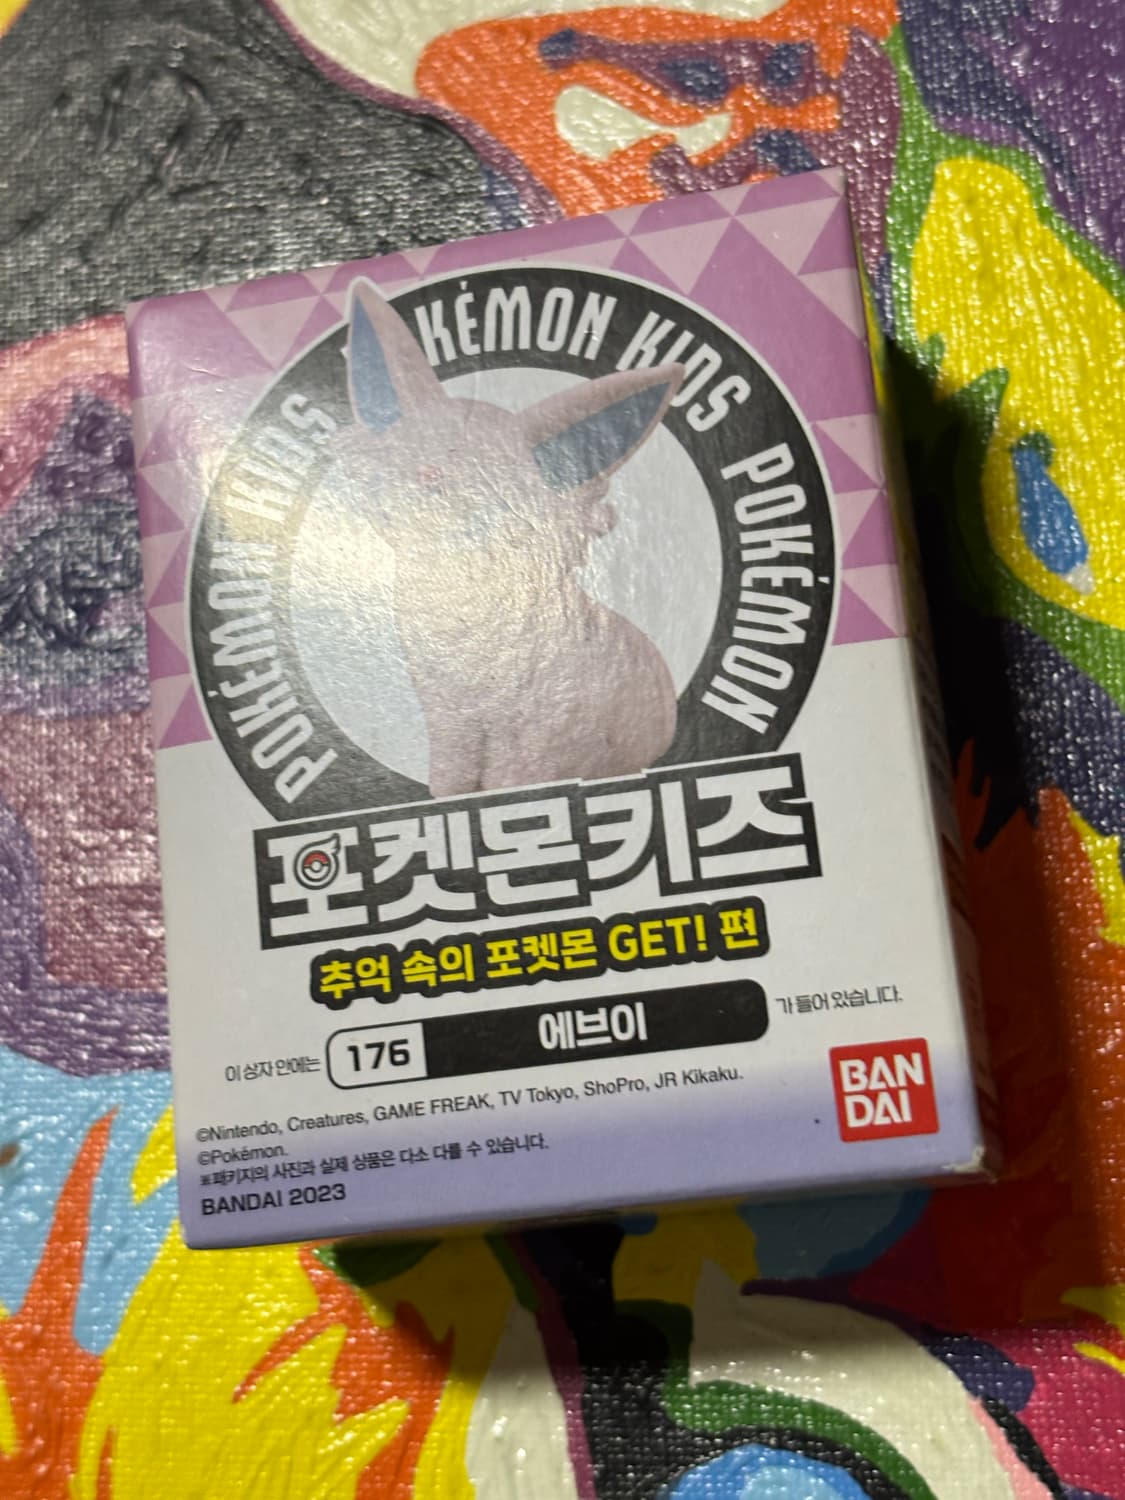 POKÉMON KIDS POKÉMON KIDS POKÉMON
포켓몬키즈
추억 속의 포켓몬 GET! 편
이 상자 안에는 176 에브이 가 들어 있습니다.
©Nintendo, Creatures, GAME FREAK, TV Tokyo, ShoPro, JR Kikaku.
©Pokémon.
※패키지의 사진과 실제 상품은 다소 다를 수 있습니다.
BANDAI 2023
BAN
DAI